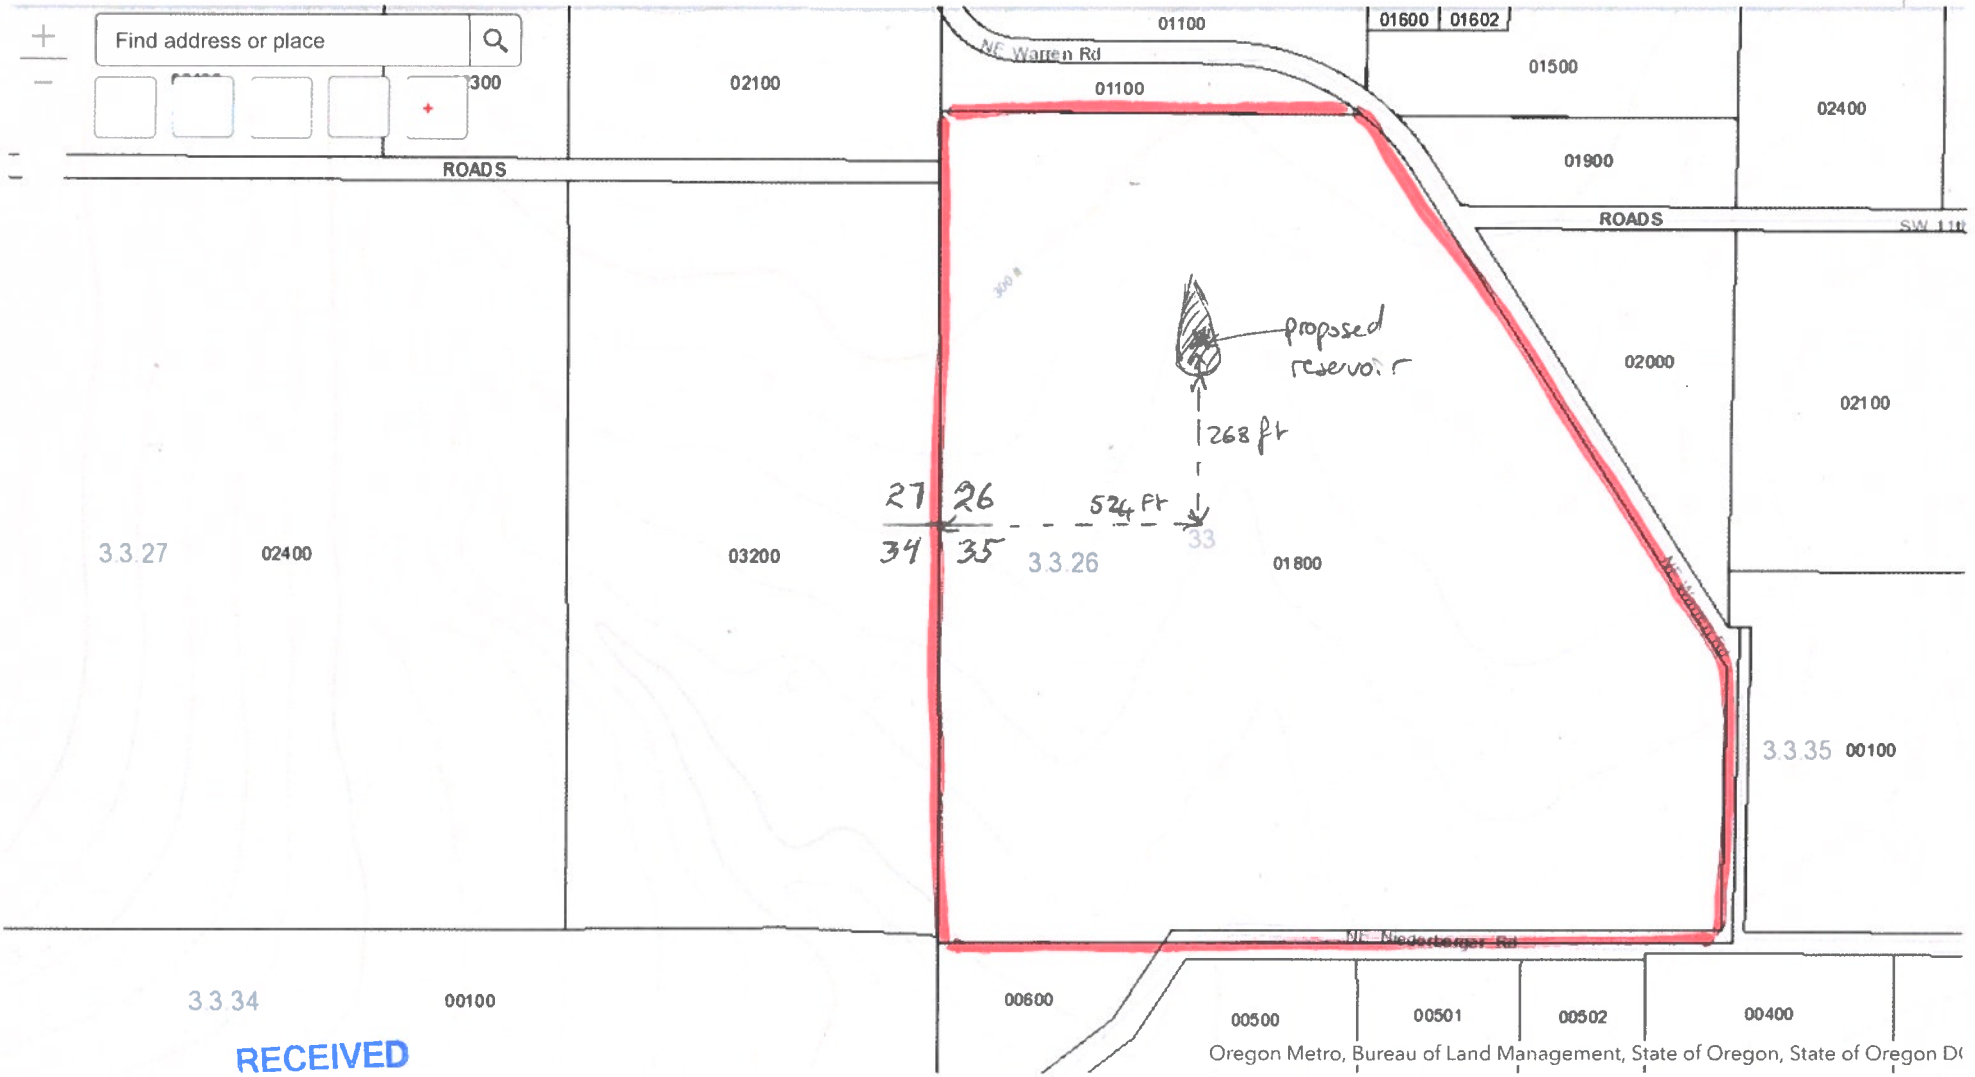 Find address or place
300
02100
01100
01600
01602
NE Warren Rd
01500
01100
02400
01900
ROADS
ROADS
300 ft
proposed
reservoir
02000
02100
268 ft
27 26
524 Ft
34 35
33
3.3.27
02400
03200
3.3.26
01800
3.3.35
00100
NE Niederberger Rd
3.3.34
00100
00600
00500
00501
00502
00400
RECEIVED
Oregon Metro, Bureau of Land Management, State of Oregon, State of Oregon